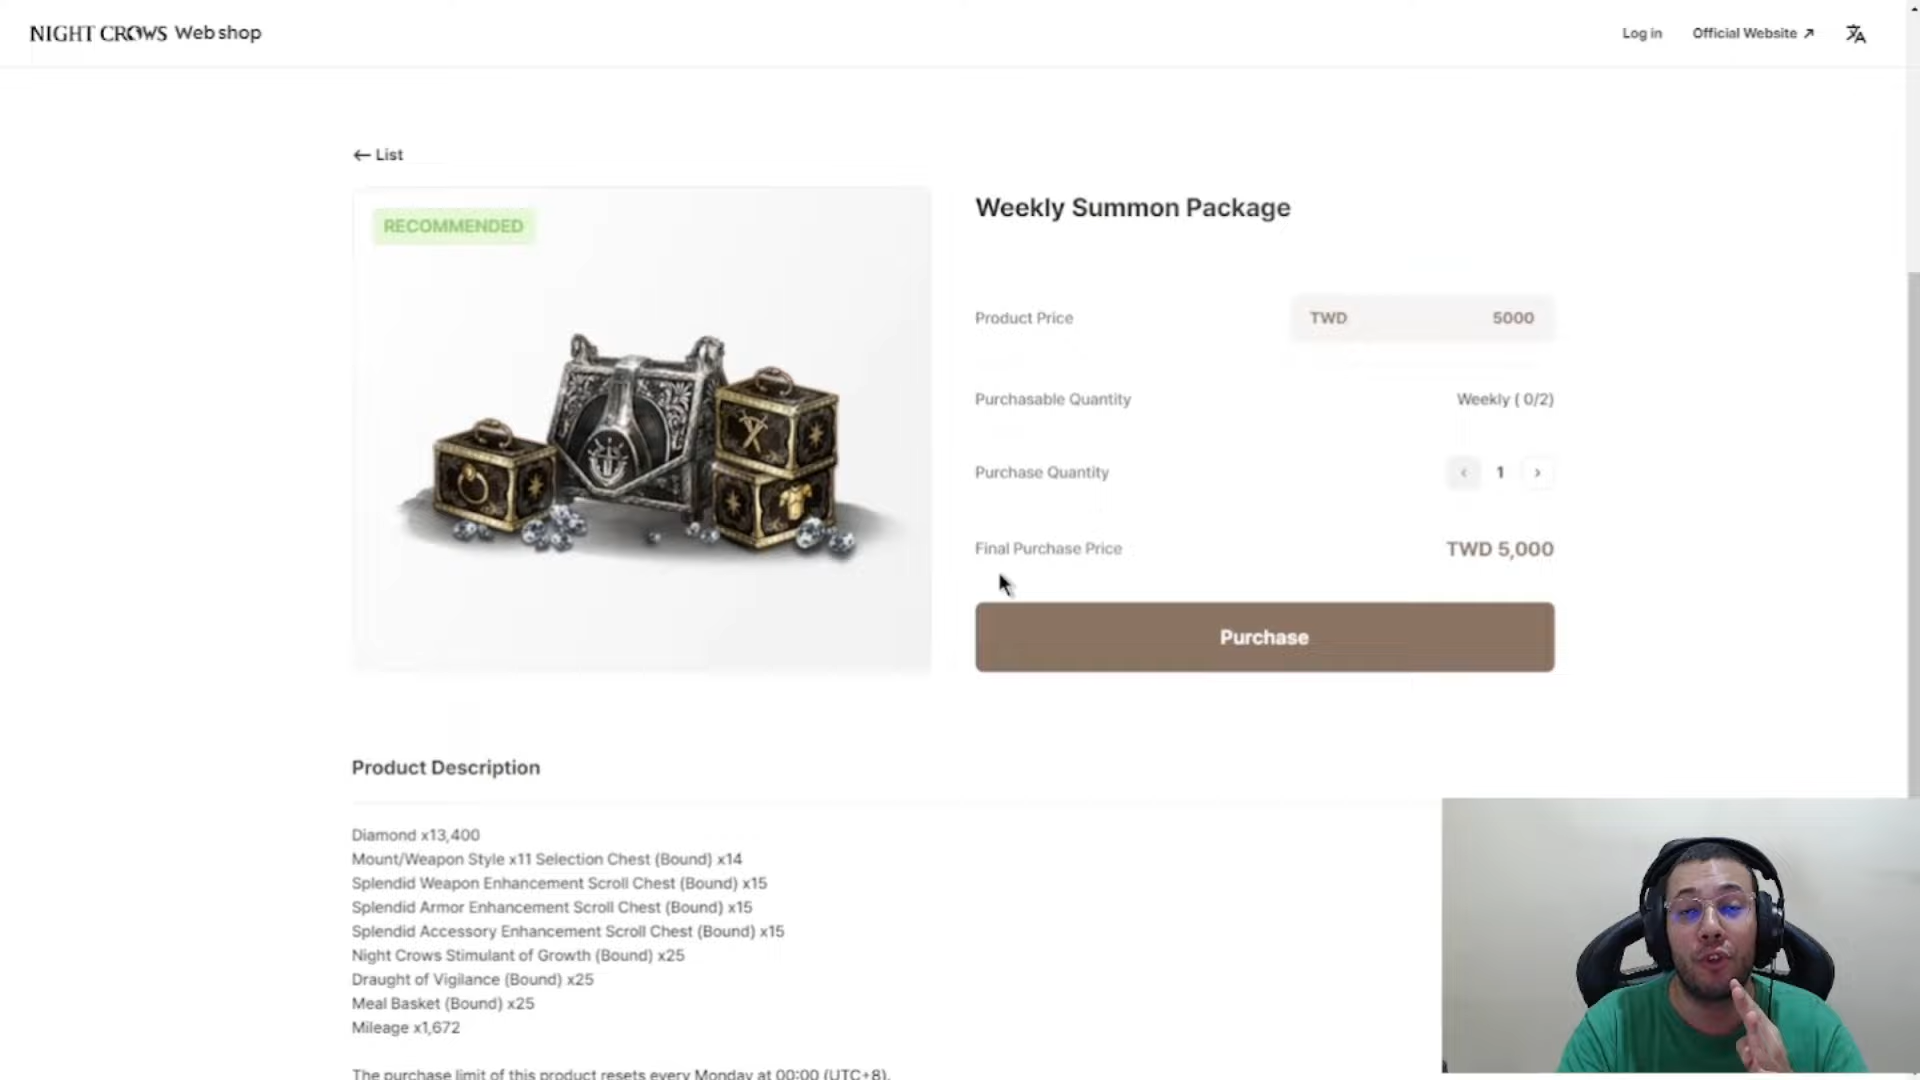 NIGHT CROWS Web shop
Log in
Official Website
← List
RECOMMENDED
Weekly Summon Package
Product Price
TWD 5000
Purchasable Quantity
Weekly ( 0/2)
Purchase Quantity
‹ 1 ›
Final Purchase Price
TWD 5,000
Purchase
Product Description
Diamond x13,400
Mount/Weapon Style x11 Selection Chest (Bound) x14
Splendid Weapon Enhancement Scroll Chest (Bound) x15
Splendid Armor Enhancement Scroll Chest (Bound) x15
Splendid Accessory Enhancement Scroll Chest (Bound) x15
Night Crows Stimulant of Growth (Bound) x25
Draught of Vigilance (Bound) x25
Meal Basket (Bound) x25
Mileage x1,672
The purchase limit of this product resets every Monday at 00:00 (UTC+8).